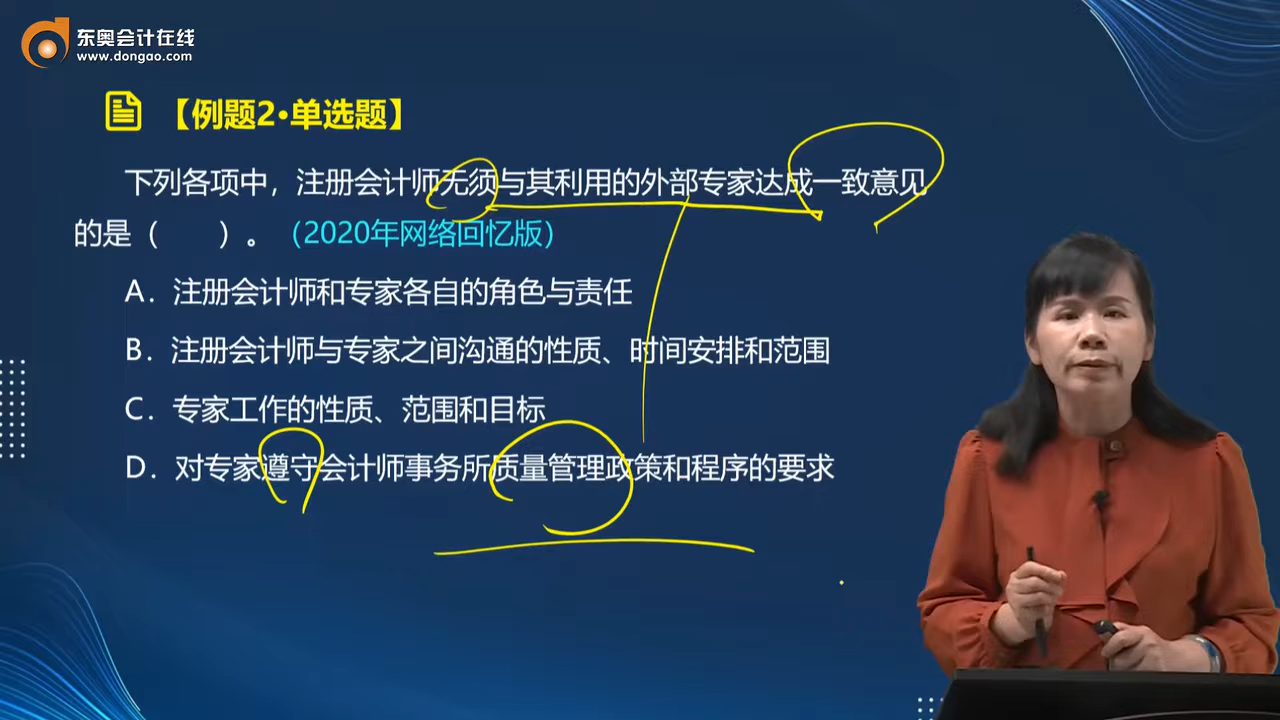 东奥会计在线
www.dongao.com
【例题2•单选题】
下列各项中，注册会计师无须与其利用的外部专家达成一致意见
的是（　　）。（2020年网络回忆版）
A．注册会计师和专家各自的角色与责任
B．注册会计师与专家之间沟通的性质、时间安排和范围
C．专家工作的性质、范围和目标
D．对专家遵守会计师事务所质量管理政策和程序的要求